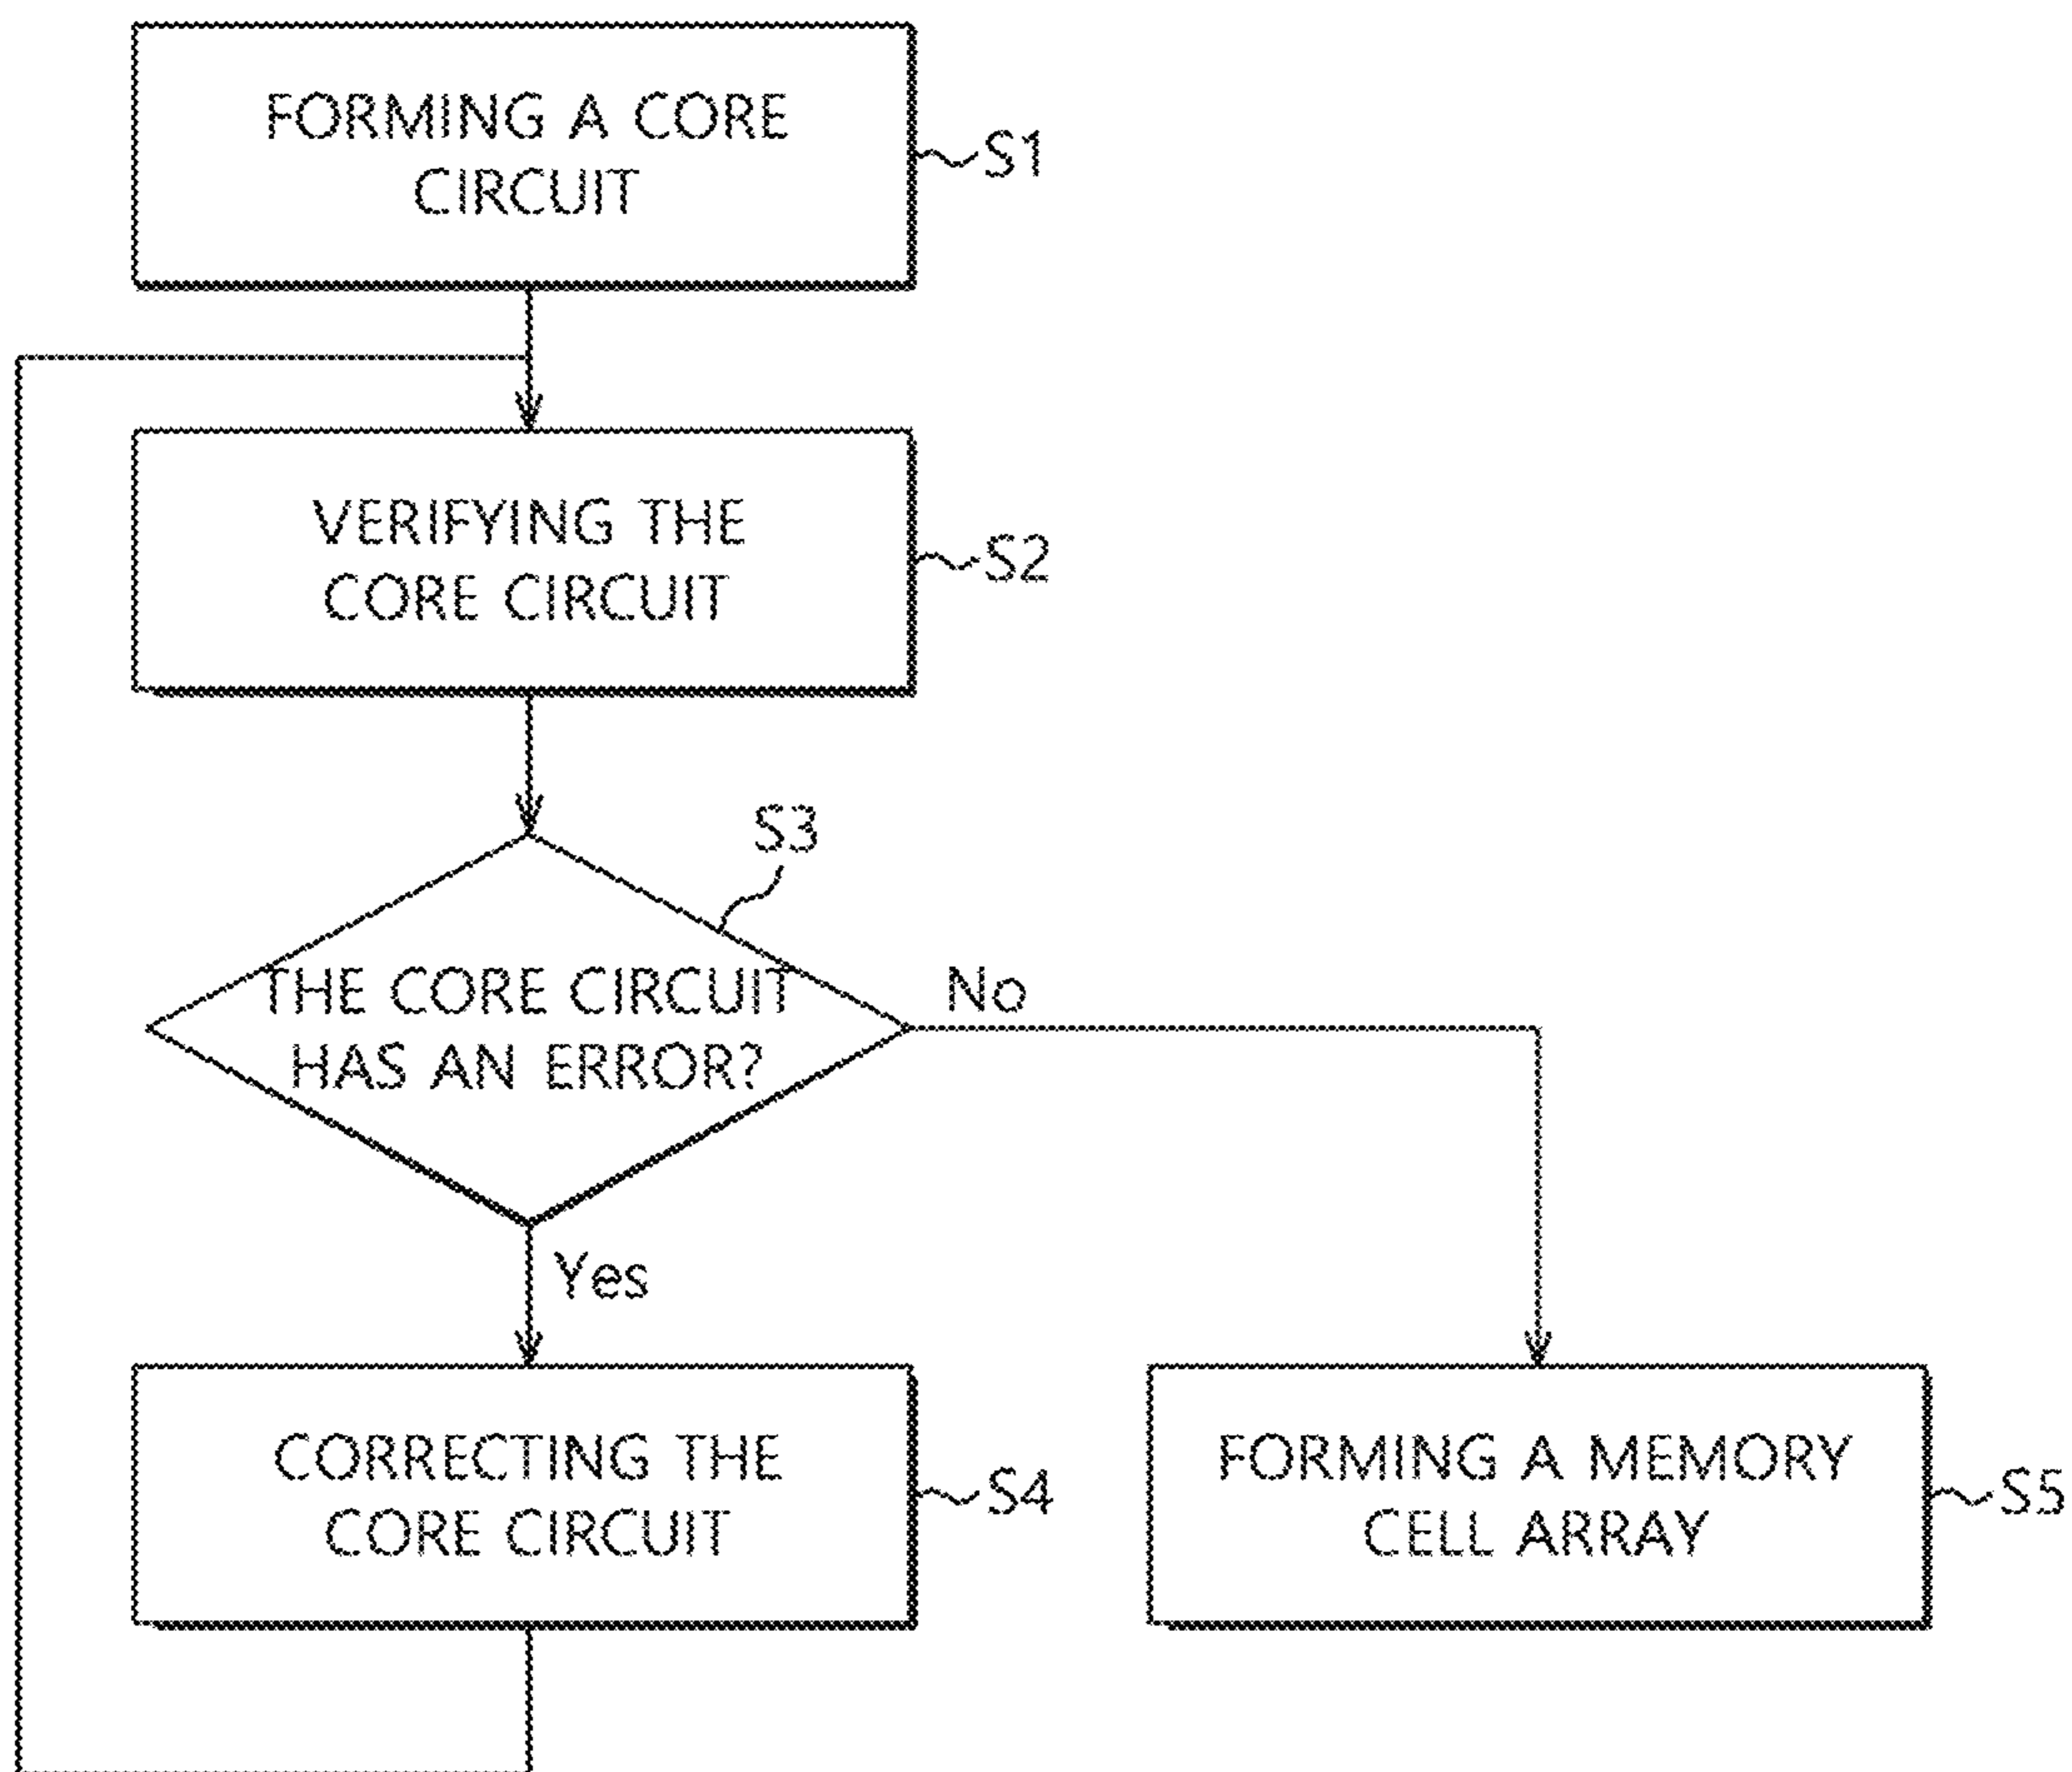 FORMING A CORE
CIRCUIT
S1
VERIFYING THE
CORE CIRCUIT
S2
S3
THE CORE CIRCUIT
HAS AN ERROR?
No
Yes
CORRECTING THE
CORE CIRCUIT
S4
FORMING A MEMORY
CELL ARRAY
S5